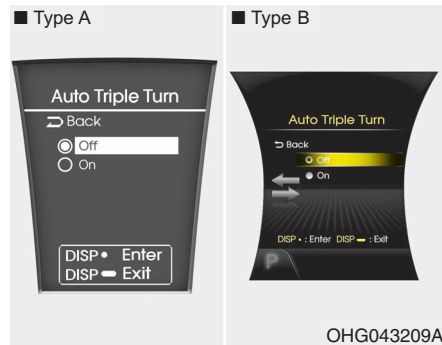 ■ Type A
Auto Triple Turn
Back
Off
On
DISP • Enter
DISP ━ Exit
■ Type B
Auto Triple Turn
Back
Off
On
DISP • : Enter DISP ━ : Exit
P
OHG043209A